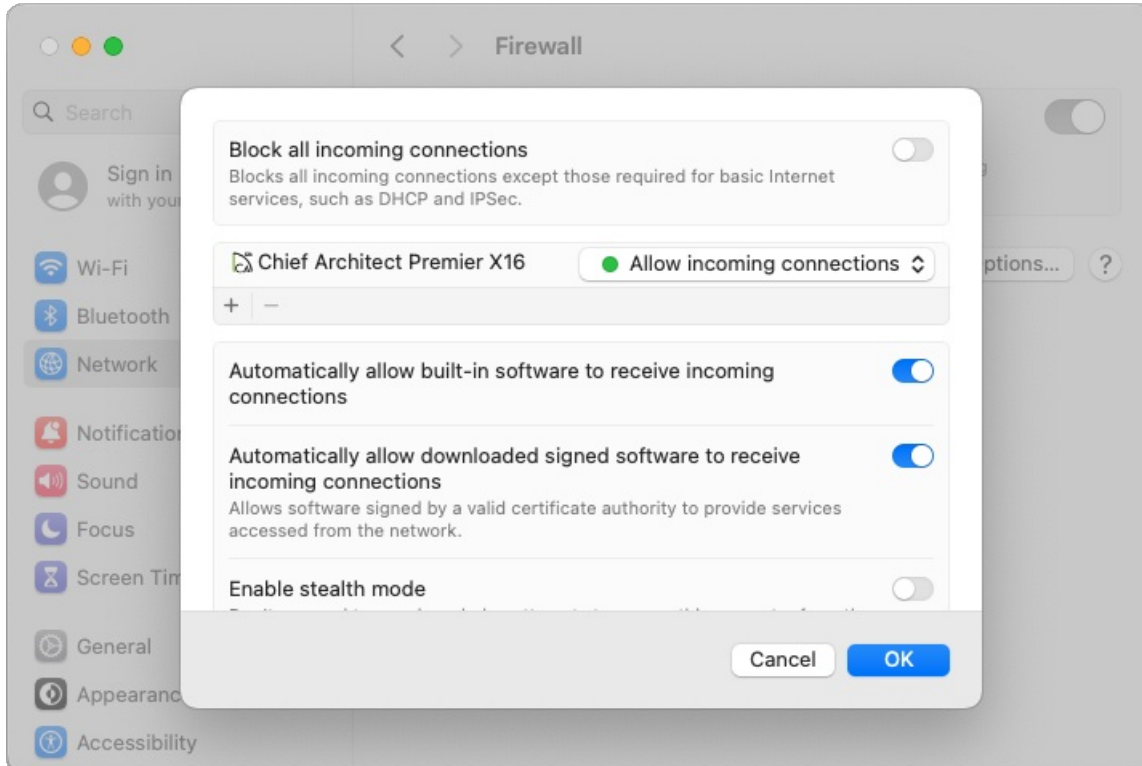 Firewall
Search
Sign in
with your
Wi-Fi
Bluetooth
Network
Sound
Focus
Screen
General
Accessibility
Block all incoming connections
Blocks all incoming connections except those required for basic Internet
services, such as DHCP and IPSec.
Chief Architect Premier X16
Allow incoming connections
+ −
Automatically allow built-in software to receive incoming
connections
Automatically allow downloaded signed software to receive
incoming connections
Allows software signed by a valid certificate authority to provide services
accessed from the network.
Enable stealth mode
Cancel
OK
?